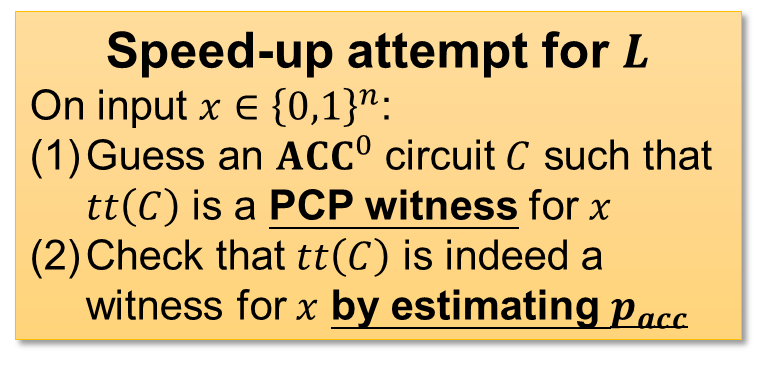 Speed-up attempt for L
On input x ∈ {0,1}ⁿ:
(1) Guess an ACC⁰ circuit C such that
tt(C) is a PCP witness for x
(2) Check that tt(C) is indeed a
witness for x by estimating p_acc